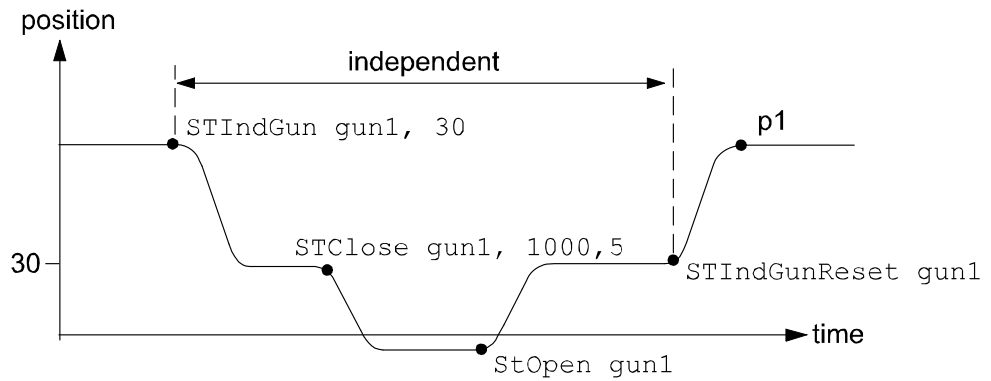 position
independent
STIndGun gun1, 30
p1
STClose gun1, 1000,5
30
STIndGunReset gun1
time
StOpen gun1